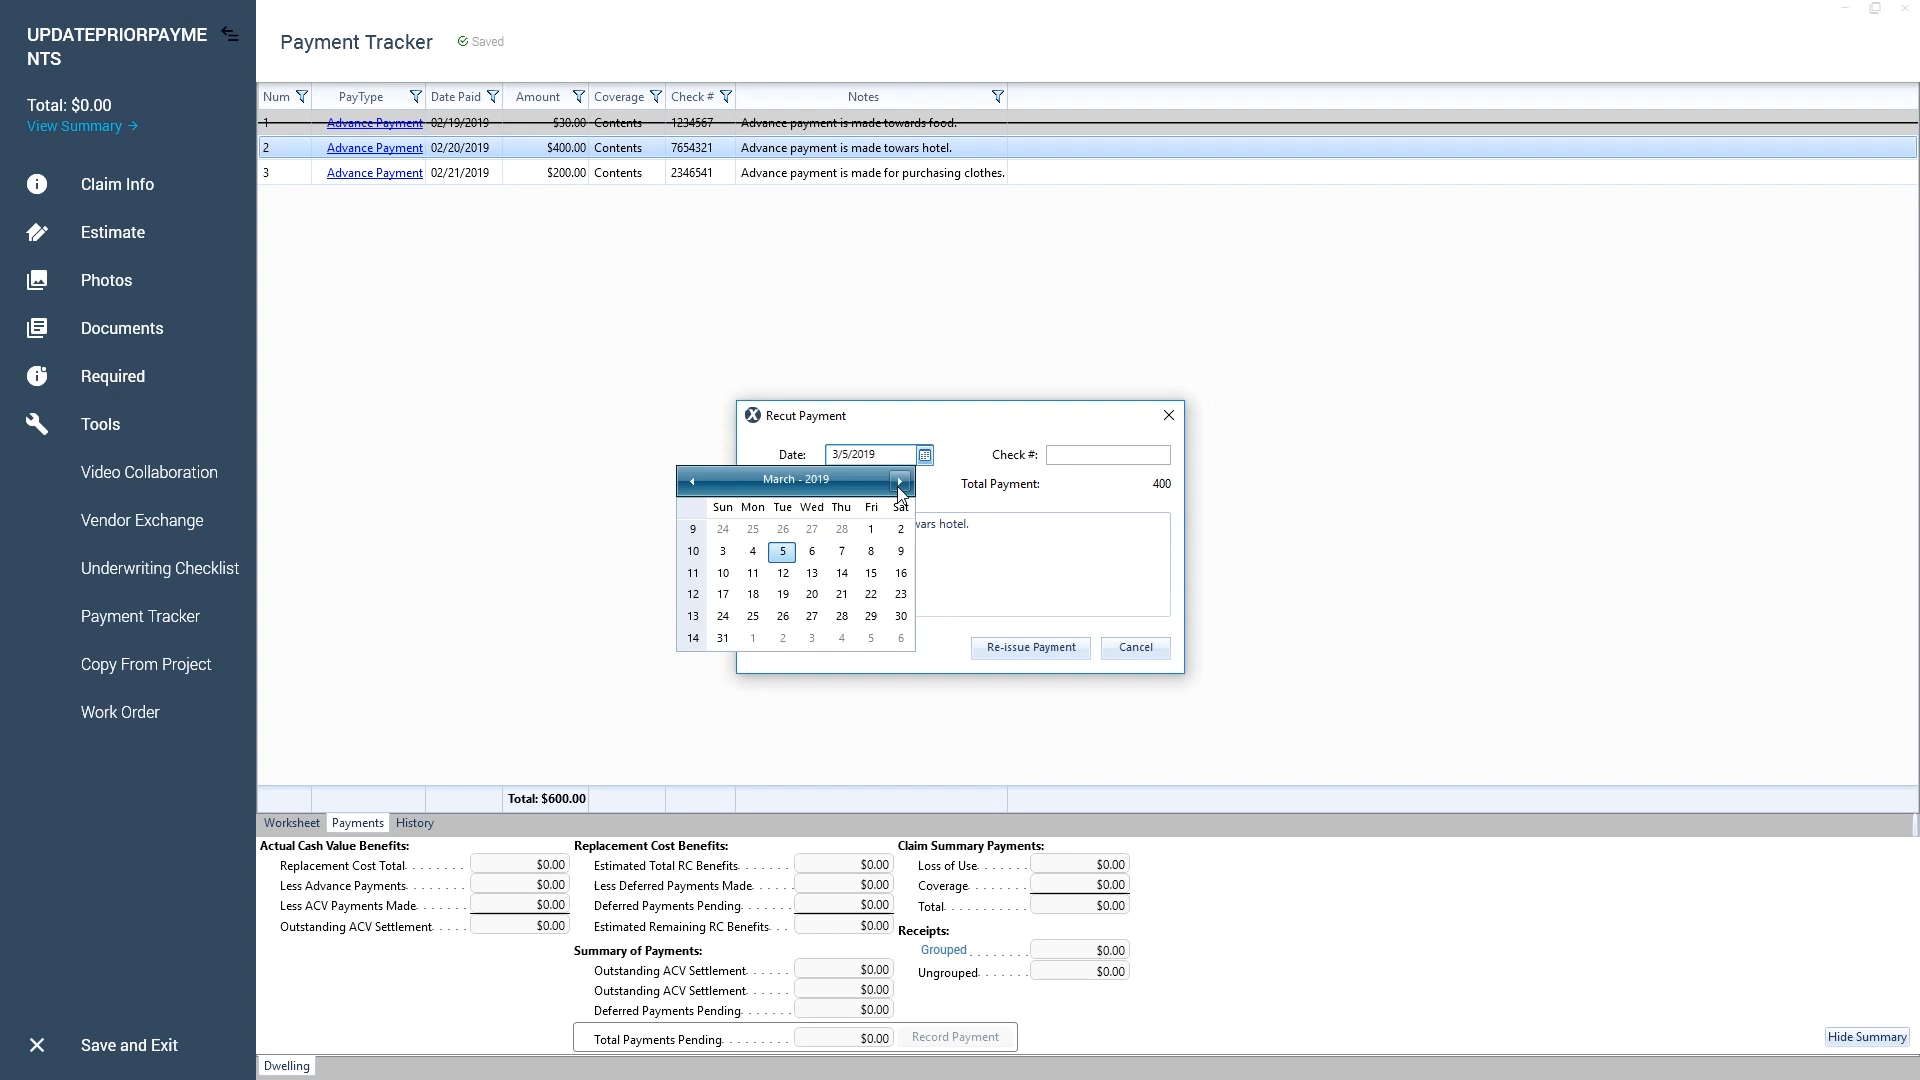 UPDATEPRIORPAYME
NTS
Total: $0.00
View Summary →
Claim Info
Estimate
Photos
Documents
Required
Tools
Video Collaboration
Vendor Exchange
Underwriting Checklist
Payment Tracker
Copy From Project
Work Order
Save and Exit
Payment Tracker Saved
Num PayType Date Paid Amount Coverage Check # Notes
1 Advance Payment 02/19/2019 $30.00 Contents 1234567 Advance payment is made towards food.
2 Advance Payment 02/20/2019 $400.00 Contents 7654321 Advance payment is made towars hotel.
3 Advance Payment 02/21/2019 $200.00 Contents 2346541 Advance payment is made for purchasing clothes.
Recut Payment
Date: 3/5/2019 Check #:
Total Payment: 400
vars hotel.
March - 2019
Sun Mon Tue Wed Thu Fri Sat
9 24 25 26 27 28 1 2
10 3 4 5 6 7 8 9
11 10 11 12 13 14 15 16
12 17 18 19 20 21 22 23
13 24 25 26 27 28 29 30
14 31 1 2 3 4 5 6
Re-issue Payment Cancel
Total: $600.00
Worksheet Payments History
Actual Cash Value Benefits:
Replacement Cost Total. . . . . . . $0.00
Less Advance Payments. . . . . . . $0.00
Less ACV Payments Made. . . . . . $0.00
Outstanding ACV Settlement. . . . $0.00
Replacement Cost Benefits:
Estimated Total RC Benefits. . . . . . $0.00
Less Deferred Payments Made. . . . . $0.00
Deferred Payments Pending. . . . . . $0.00
Estimated Remaining RC Benefits. . . $0.00
Summary of Payments:
Outstanding ACV Settlement. . . . . . $0.00
Outstanding ACV Settlement. . . . . . $0.00
Deferred Payments Pending. . . . . . $0.00
Total Payments Pending. . . . . . . . $0.00 Record Payment
Claim Summary Payments:
Loss of Use. . . . . . $0.00
Coverage. . . . . . . . $0.00
Total. . . . . . . . . . . $0.00
Receipts:
Grouped . . . . . . . $0.00
Ungrouped. . . . . . $0.00
Hide Summary
Dwelling